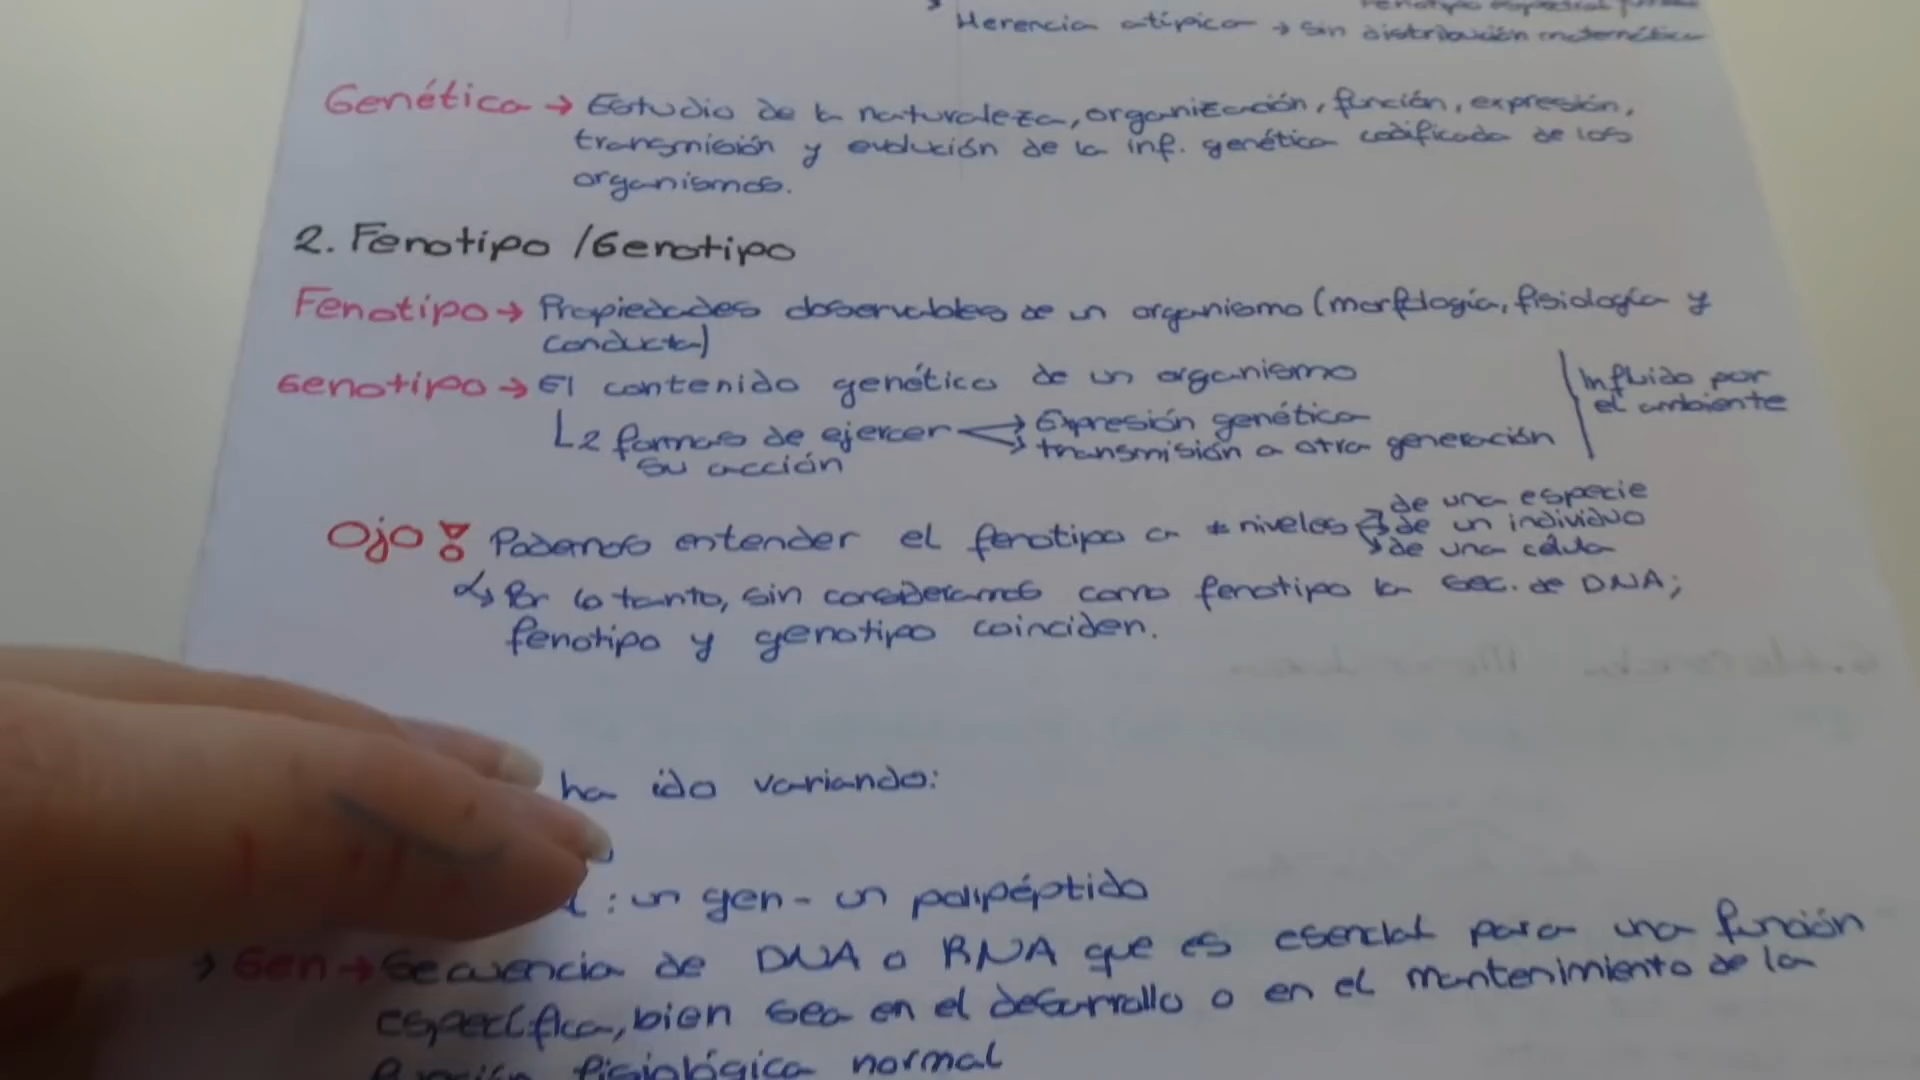 Herencia atípica → sin distribución matemática
Genética → Estudio de la naturaleza, organización, función, expresión,
transmisión y evolución de la inf. genética codificada de los
organismos.
2. Fenotipo /Genotipo
Fenotipo → Propiedades observables de un organismo (morfología, fisiología y
conducta)
Genotipo → El contenido genético de un organismo
2 formas de ejercer → Expresión genética
su acción → transmisión a otra generación
Influido por
el ambiente
Ojo! Podemos entender el fenotipo a ≠ niveles → de una especie
→ de un individuo
→ de una célula
↳ Por lo tanto, sin consideramos como fenotipo la sec. de DNA;
fenotipo y genotipo coinciden.
ha ido variando:
: un gen - un polipéptido
→ Gen → Secuencia de DNA o RNA que es esencial para una función
específica, bien sea en el desarrollo o en el mantenimiento de la
función fisiológica normal